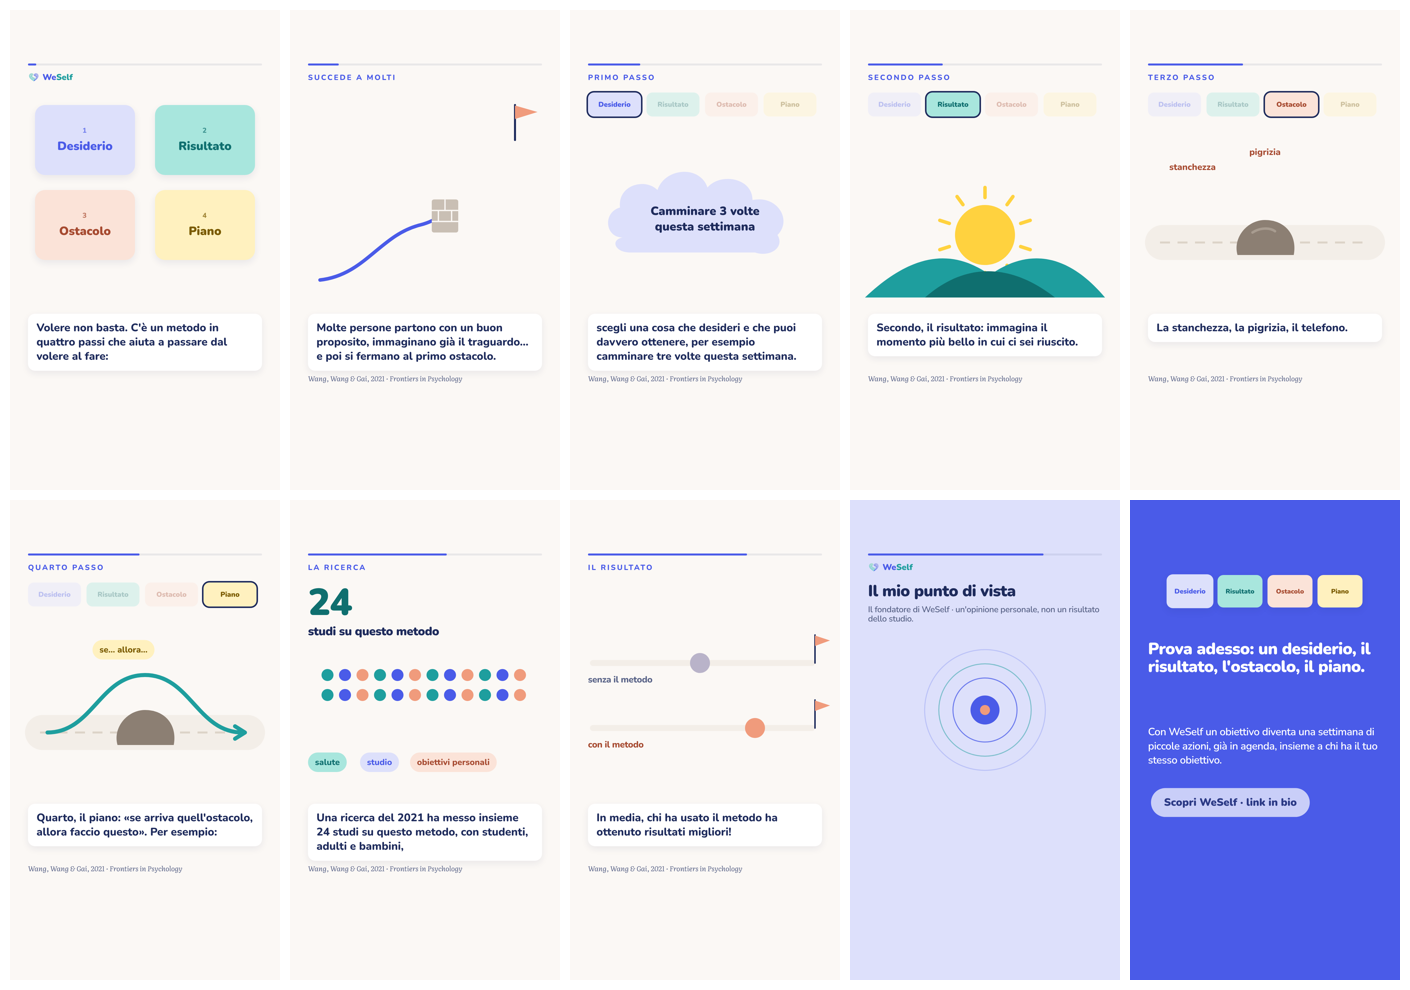 WeSelf
1
Desiderio
2
Risultato
3
Ostacolo
4
Piano
Volere non basta. C'è un metodo in
quattro passi che aiuta a passare dal
volere al fare:
SUCCEDE A MOLTI
Molte persone partono con un buon
proposito, immaginano già il traguardo...
e poi si fermano al primo ostacolo.
Wang, Wang & Gai, 2021 · Frontiers in Psychology
PRIMO PASSO
Desiderio
Risultato
Ostacolo
Piano
Camminare 3 volte
questa settimana
scegli una cosa che desideri e che puoi
davvero ottenere, per esempio
camminare tre volte questa settimana.
Wang, Wang & Gai, 2021 · Frontiers in Psychology
SECONDO PASSO
Desiderio
Risultato
Ostacolo
Piano
Secondo, il risultato: immagina il
momento più bello in cui ci sei riuscito.
Wang, Wang & Gai, 2021 · Frontiers in Psychology
TERZO PASSO
Desiderio
Risultato
Ostacolo
Piano
pigrizia
stanchezza
La stanchezza, la pigrizia, il telefono.
Wang, Wang & Gai, 2021 · Frontiers in Psychology
QUARTO PASSO
Desiderio
Risultato
Ostacolo
Piano
se... allora...
Quarto, il piano: «se arriva quell'ostacolo,
allora faccio questo». Per esempio:
Wang, Wang & Gai, 2021 · Frontiers in Psychology
LA RICERCA
24
studi su questo metodo
salute
studio
obiettivi personali
Una ricerca del 2021 ha messo insieme
24 studi su questo metodo, con studenti,
adulti e bambini,
Wang, Wang & Gai, 2021 · Frontiers in Psychology
IL RISULTATO
senza il metodo
con il metodo
In media, chi ha usato il metodo ha
ottenuto risultati migliori!
Wang, Wang & Gai, 2021 · Frontiers in Psychology
WeSelf
Il mio punto di vista
Il fondatore di WeSelf · un'opinione personale, non un risultato
dello studio.
Desiderio
Risultato
Ostacolo
Piano
Prova adesso: un desiderio, il
risultato, l'ostacolo, il piano.
Con WeSelf un obiettivo diventa una settimana di
piccole azioni, già in agenda, insieme a chi ha il tuo
stesso obiettivo.
Scopri WeSelf · link in bio